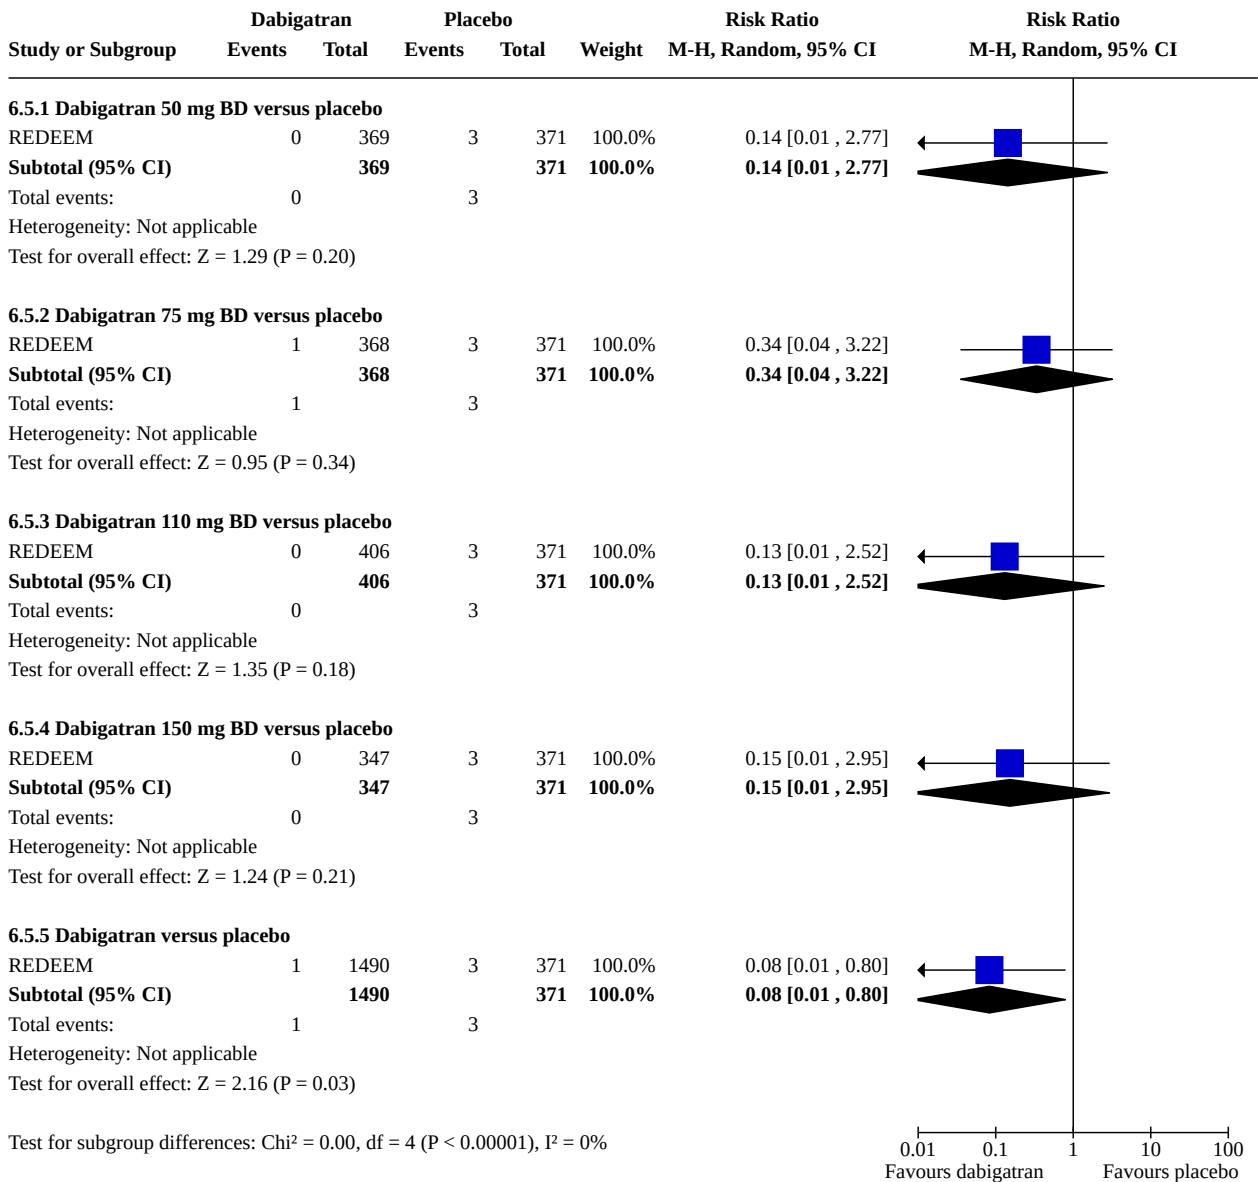 Dabigatran Placebo Risk Ratio Risk Ratio
Study or Subgroup Events Total Events Total Weight M-H, Random, 95% CI M-H, Random, 95% CI
6.5.1 Dabigatran 50 mg BD versus placebo
REDEEM 0 369 3 371 100.0% 0.14 [0.01 , 2.77]
Subtotal (95% CI) 369 371 100.0% 0.14 [0.01 , 2.77]
Total events: 0 3
Heterogeneity: Not applicable
Test for overall effect: Z = 1.29 (P = 0.20)
6.5.2 Dabigatran 75 mg BD versus placebo
REDEEM 1 368 3 371 100.0% 0.34 [0.04 , 3.22]
Subtotal (95% CI) 368 371 100.0% 0.34 [0.04 , 3.22]
Total events: 1 3
Heterogeneity: Not applicable
Test for overall effect: Z = 0.95 (P = 0.34)
6.5.3 Dabigatran 110 mg BD versus placebo
REDEEM 0 406 3 371 100.0% 0.13 [0.01 , 2.52]
Subtotal (95% CI) 406 371 100.0% 0.13 [0.01 , 2.52]
Total events: 0 3
Heterogeneity: Not applicable
Test for overall effect: Z = 1.35 (P = 0.18)
6.5.4 Dabigatran 150 mg BD versus placebo
REDEEM 0 347 3 371 100.0% 0.15 [0.01 , 2.95]
Subtotal (95% CI) 347 371 100.0% 0.15 [0.01 , 2.95]
Total events: 0 3
Heterogeneity: Not applicable
Test for overall effect: Z = 1.24 (P = 0.21)
6.5.5 Dabigatran versus placebo
REDEEM 1 1490 3 371 100.0% 0.08 [0.01 , 0.80]
Subtotal (95% CI) 1490 371 100.0% 0.08 [0.01 , 0.80]
Total events: 1 3
Heterogeneity: Not applicable
Test for overall effect: Z = 2.16 (P = 0.03)
Test for subgroup differences: Chi² = 0.00, df = 4 (P < 0.00001), I² = 0%
0.01 0.1 1 10 100
Favours dabigatran Favours placebo